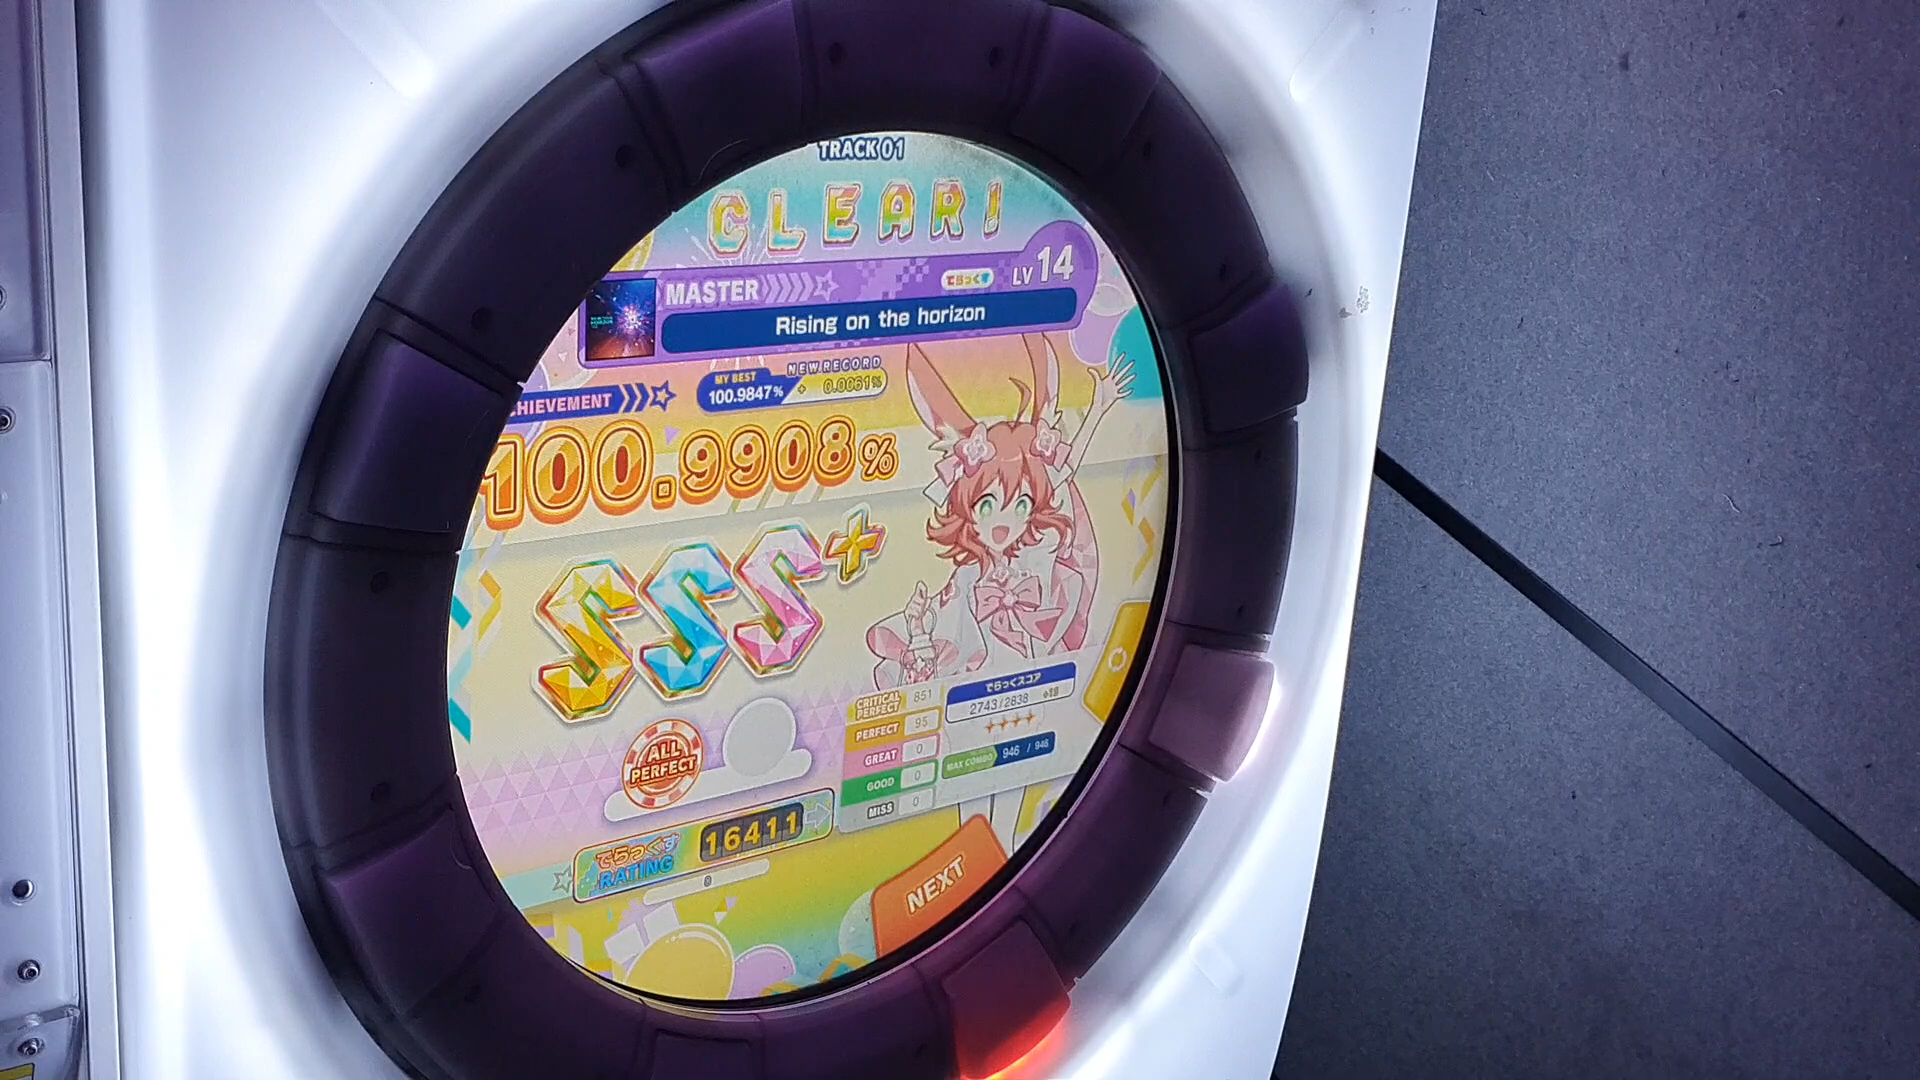 TRACK 01
CLEAR!
MASTER でらっくす LV 14
Rising on the horizon
CHIEVEMENT
MY BEST
100.9847%
NEW RECORD
+ 0.0061%
100.9908%
SSS+
CRITICAL PERFECT 851
PERFECT 95
GREAT 0
GOOD 0
MISS 0
でらっくスコア
2743/2838
MAX COMBO 946 / 946
ALL PERFECT
でらっくす RATING 16411
0
NEXT